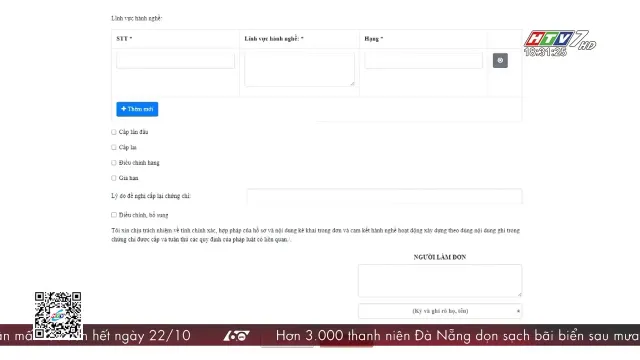 Lĩnh vực hành nghề:
STT *
Lĩnh vực hành nghề: *
Hạng *
+ Thêm mới
Cấp lần đầu
Cấp lại
Điều chỉnh hạng
Gia hạn
Lý do đề nghị cấp lại chứng chỉ:
Điều chỉnh, bổ sung
Tôi xin chịu trách nhiệm về tính chính xác, hợp pháp của hồ sơ và nội dung kê khai trong đơn và cam kết hành nghề hoạt động xây dựng theo đúng nội dung ghi trong
chứng chỉ được cấp và tuân thủ các quy định của pháp luật có liên quan./.
NGƯỜI LÀM ĐƠN
(Ký và ghi rõ họ, tên)
HTV7 HD
18:31:25
hết ngày 22/10 Hơn 3.000 thanh niên Đà Nẵng dọn sạch bãi biển sau mưa